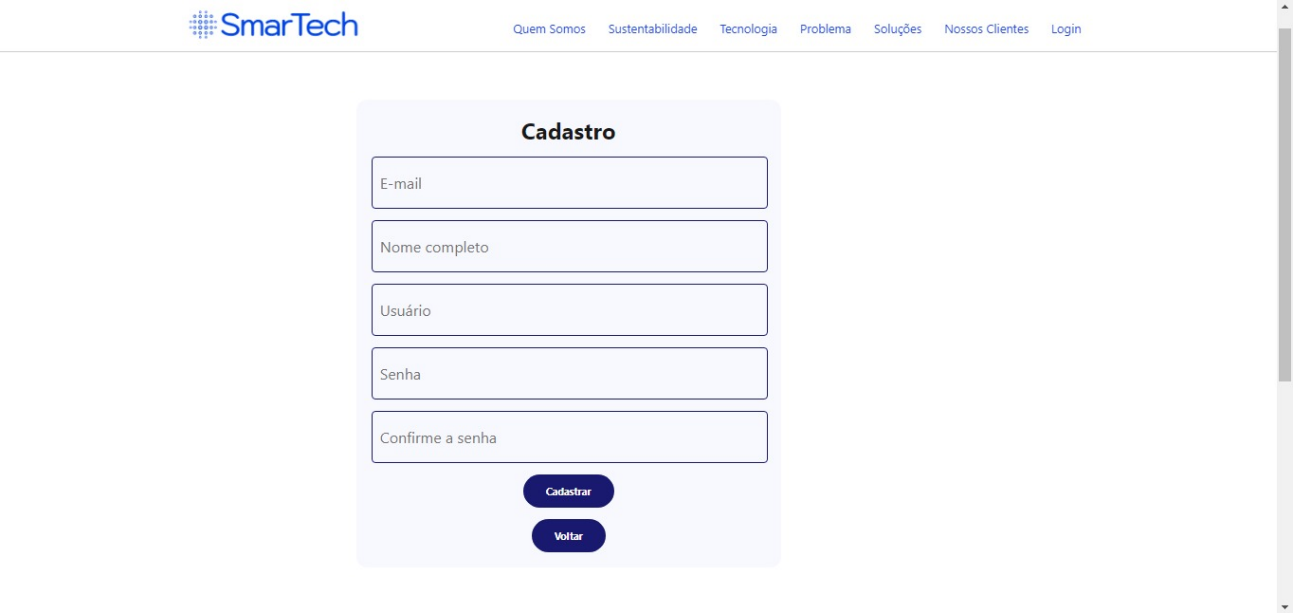 SmarTech
Quem Somos Sustentabilidade Tecnologia Problema Soluções Nossos Clientes Login
Cadastro
E-mail
Nome completo
Usuário
Senha
Confirme a senha
Cadastrar
Voltar